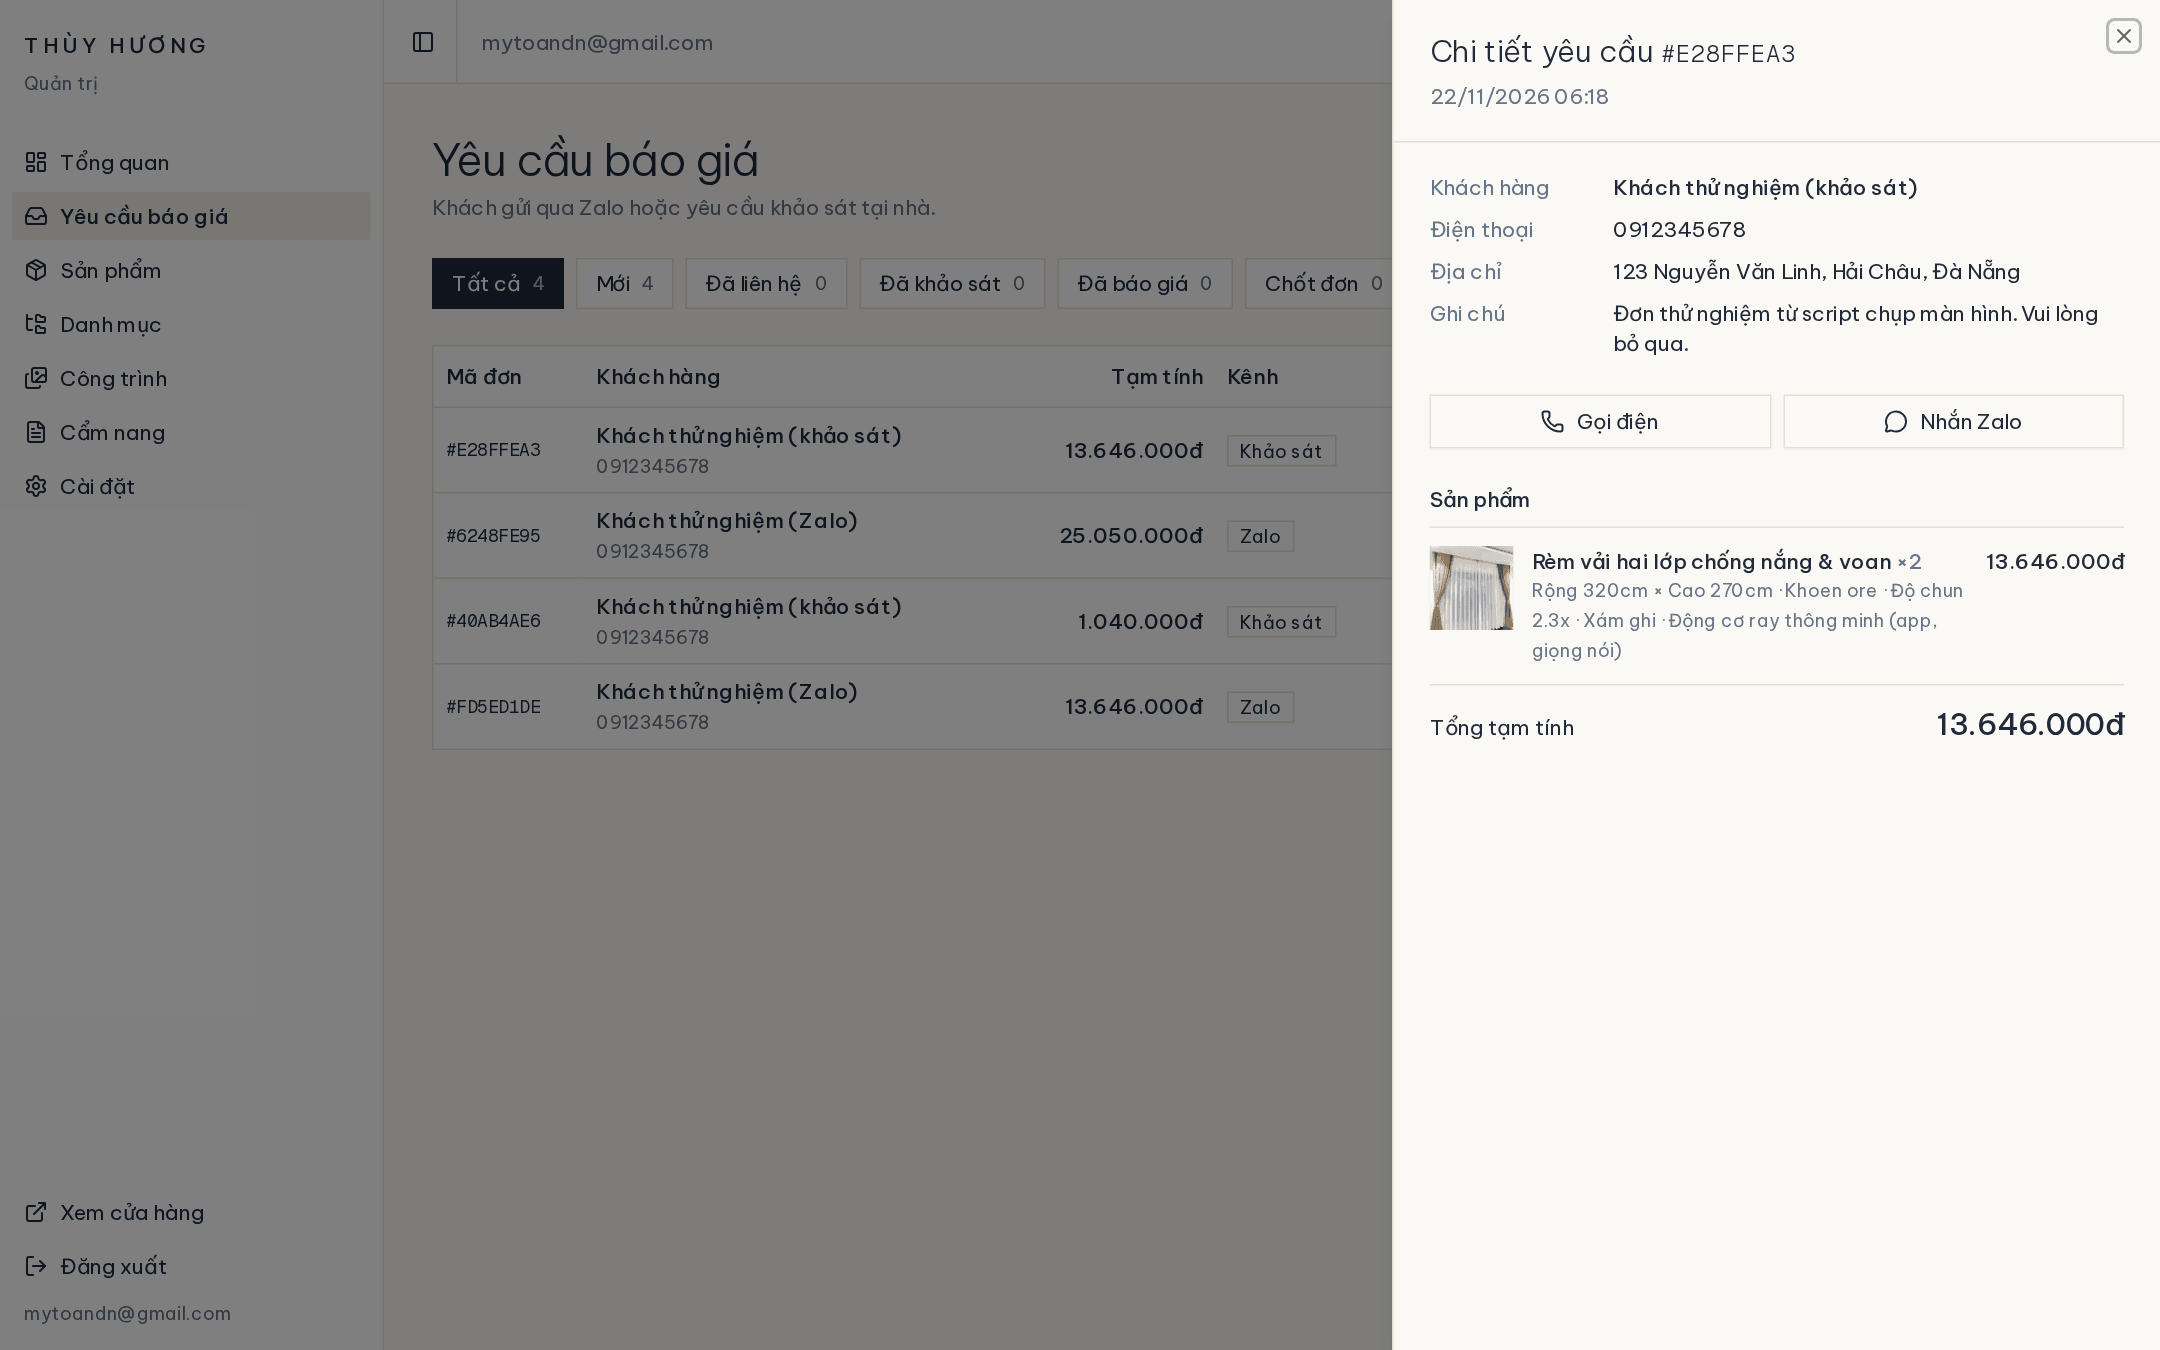 THÙY HƯƠNG
Quản trị
Tổng quan
Yêu cầu báo giá
Sản phẩm
Danh mục
Công trình
Cẩm nang
Cài đặt
Xem cửa hàng
Đăng xuất
mytoandn@gmail.com
mytoandn@gmail.com
Yêu cầu báo giá
Khách gửi qua Zalo hoặc yêu cầu khảo sát tại nhà.
Tất cả 4 Mới 4 Đã liên hệ 0 Đã khảo sát 0 Đã báo giá 0 Chốt đơn 0
Mã đơn Khách hàng Tạm tính Kênh
#E28FFEA3 Khách thử nghiệm (khảo sát) 13.646.000đ Khảo sát
0912345678
#6248FE95 Khách thử nghiệm (Zalo) 25.050.000đ Zalo
0912345678
#40AB4AE6 Khách thử nghiệm (khảo sát) 1.040.000đ Khảo sát
0912345678
#FD5ED1DE Khách thử nghiệm (Zalo) 13.646.000đ Zalo
0912345678
Chi tiết yêu cầu #E28FFEA3
22/11/2026 06:18
Khách hàng Khách thử nghiệm (khảo sát)
Điện thoại 0912345678
Địa chỉ 123 Nguyễn Văn Linh, Hải Châu, Đà Nẵng
Ghi chú Đơn thử nghiệm từ script chụp màn hình. Vui lòng
bỏ qua.
Gọi điện Nhắn Zalo
Sản phẩm
Rèm vải hai lớp chống nắng & voan ×2 13.646.000đ
Rộng 320cm × Cao 270cm · Khoen ore · Độ chun
2.3x · Xám ghi · Động cơ ray thông minh (app,
giọng nói)
Tổng tạm tính 13.646.000đ